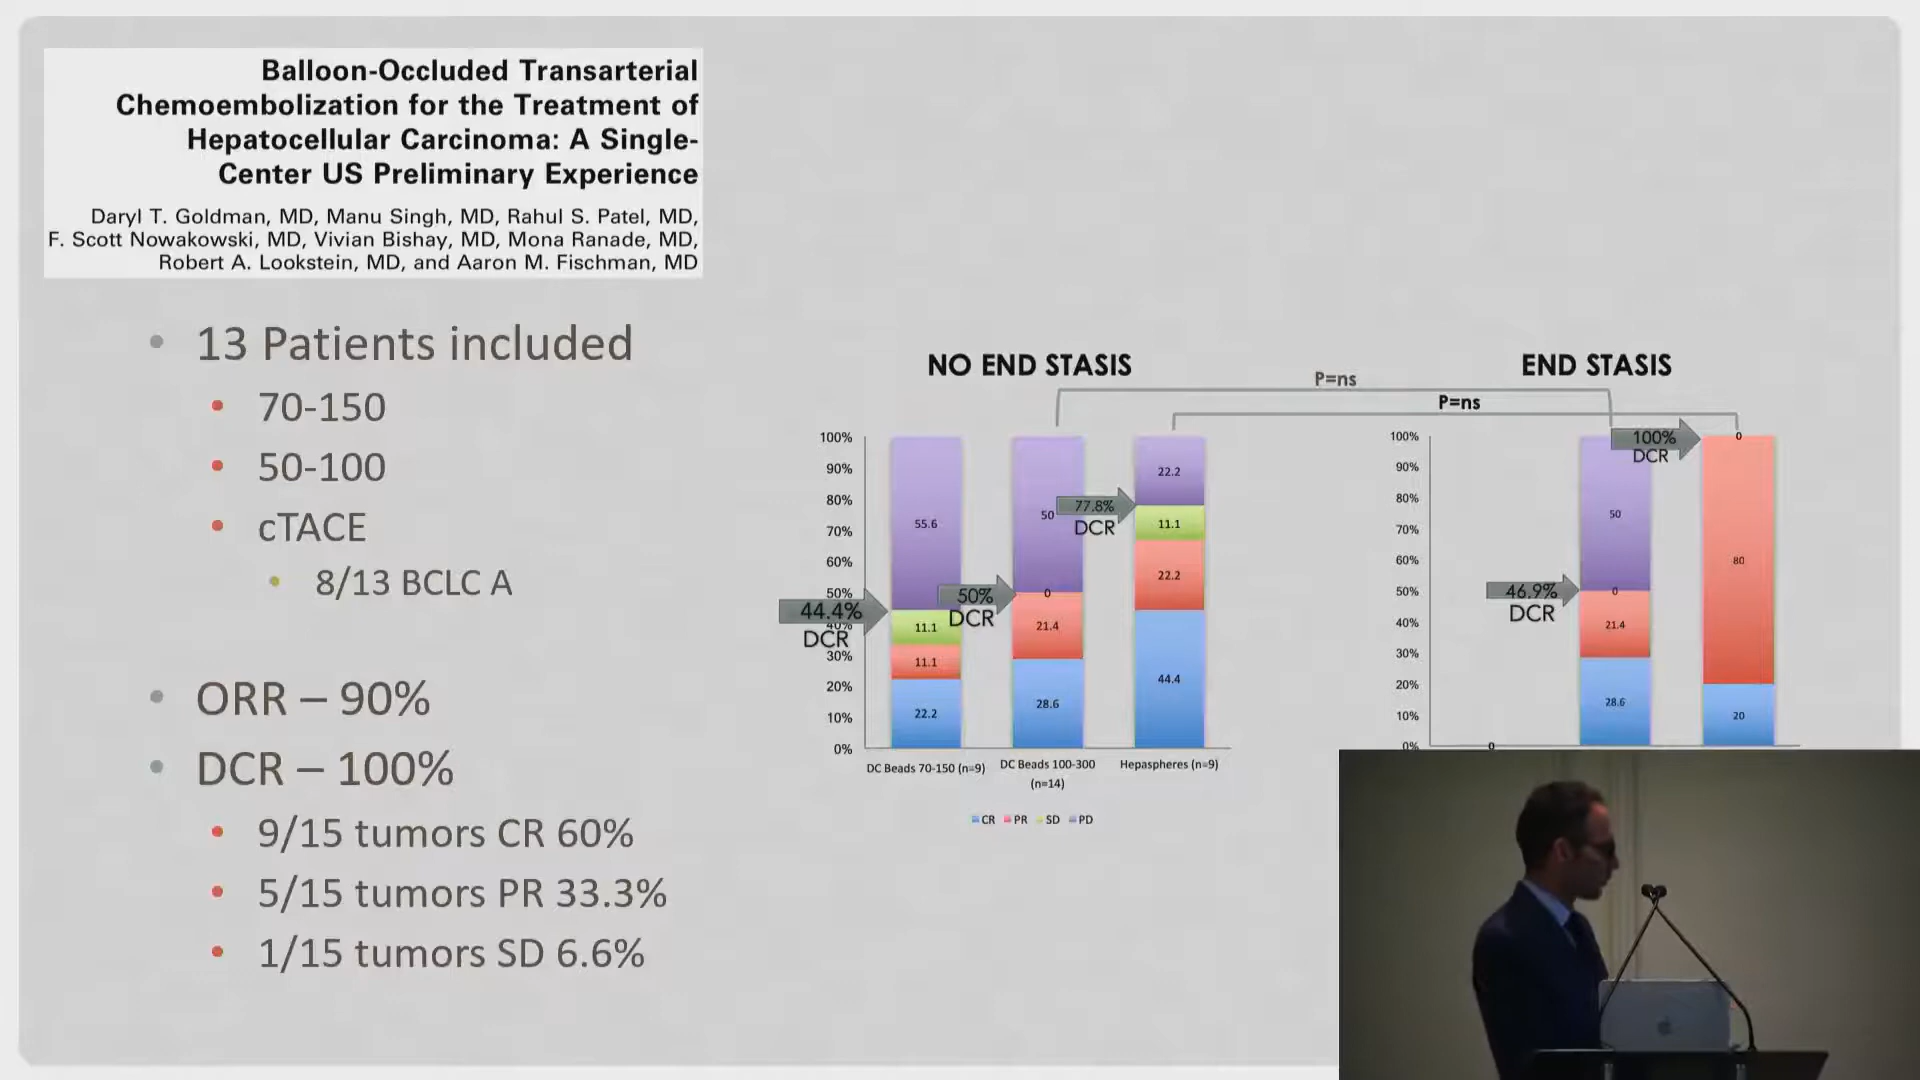 Balloon-Occluded Transarterial
Chemoembolization for the Treatment of
Hepatocellular Carcinoma: A Single-
Center US Preliminary Experience
Daryl T. Goldman, MD, Manu Singh, MD, Rahul S. Patel, MD,
F. Scott Nowakowski, MD, Vivian Bishay, MD, Mona Ranade, MD,
Robert A. Lookstein, MD, and Aaron M. Fischman, MD
• 13 Patients included
• 70-150
• 50-100
• cTACE
• 8/13 BCLC A
• ORR – 90%
• DCR – 100%
• 9/15 tumors CR 60%
• 5/15 tumors PR 33.3%
• 1/15 tumors SD 6.6%
NO END STASIS
END STASIS
P=ns
P=ns
100%
90%
80%
70%
60%
50%
40%
30%
20%
10%
0%
44.4%
DCR
55.6
11.1
11.1
22.2
50%
DCR
50
0
21.4
28.6
77.8%
DCR
22.2
11.1
22.2
44.4
DC Beads 70-150 (n=9)
DC Beads 100-300
(n=14)
Hepaspheres (n=9)
CR PR SD PD
100%
90%
80%
70%
60%
50%
40%
30%
20%
10%
0%
0
46.9%
DCR
50
0
21.4
28.6
100%
DCR
0
80
20